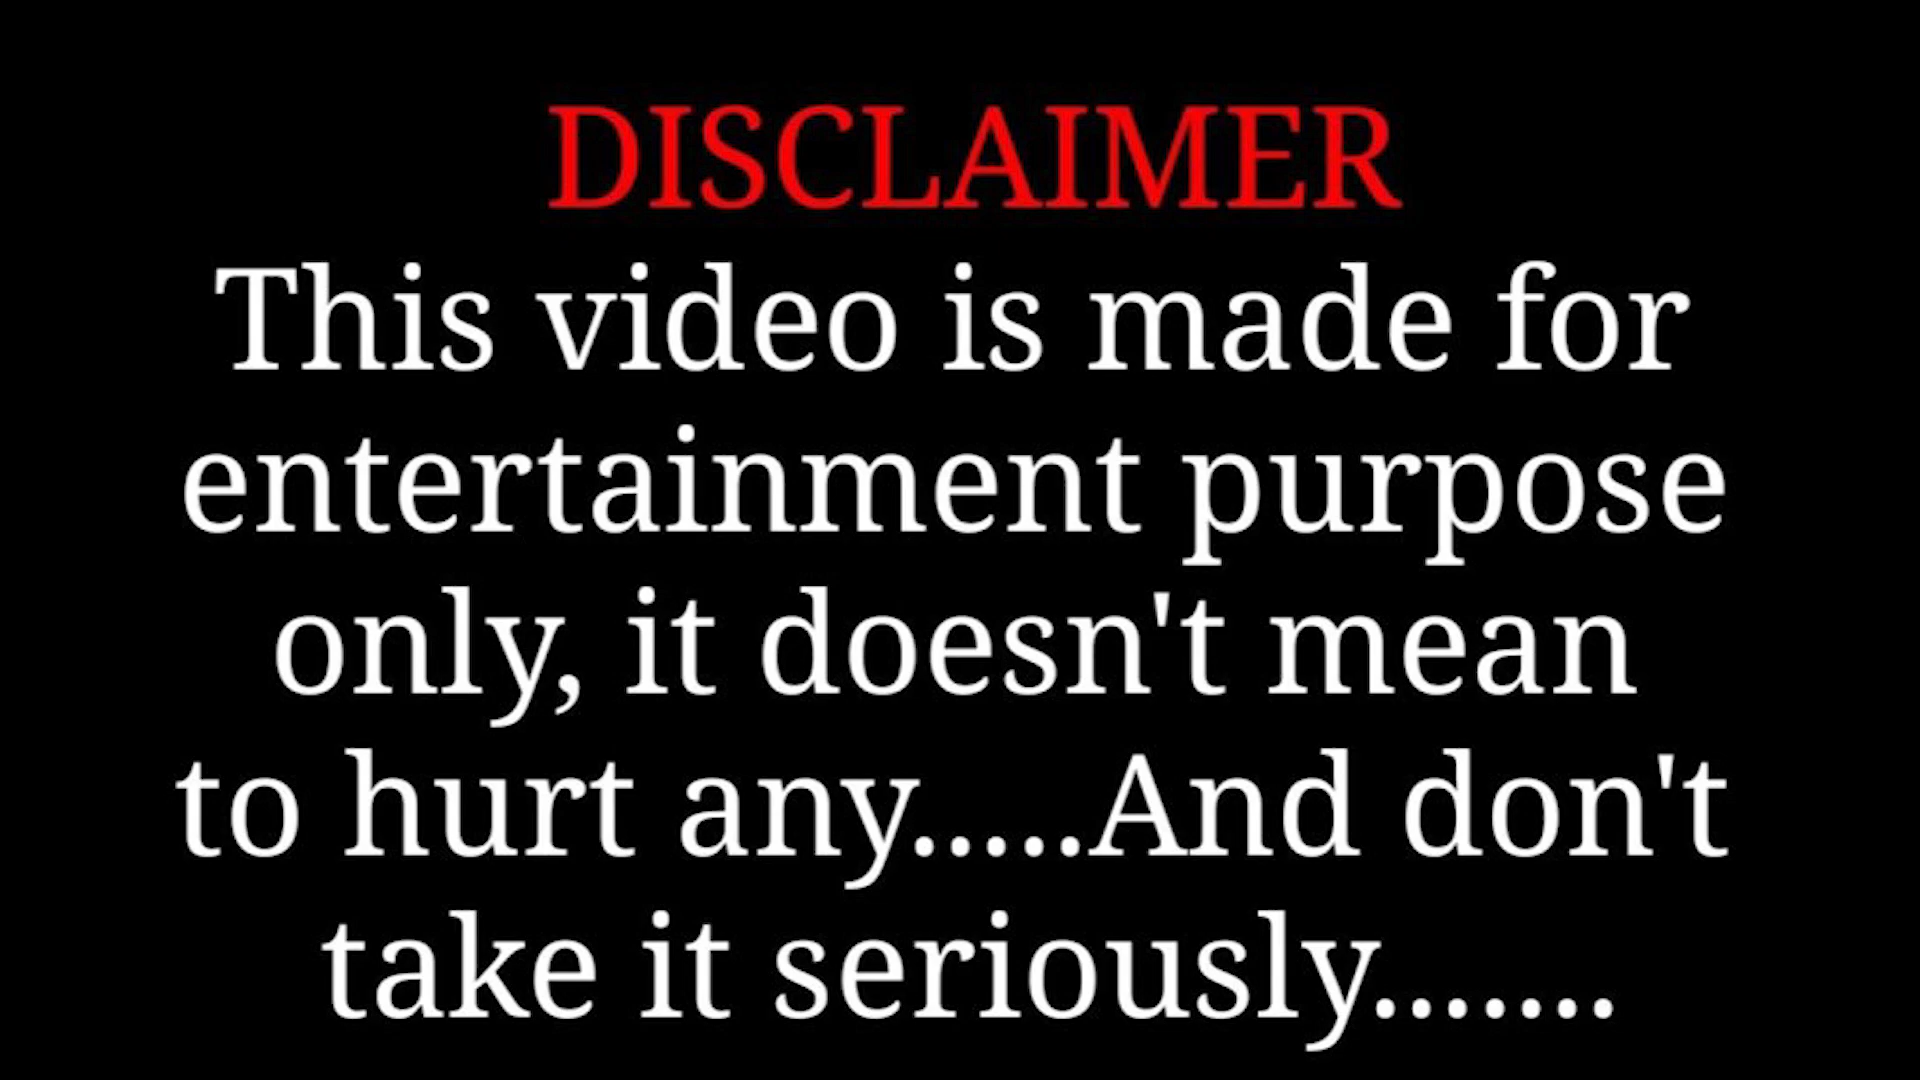 DISCLAIMER
This video is made for
entertainment purpose
only, it doesn't mean
to hurt any.....And don't
take it seriously.......